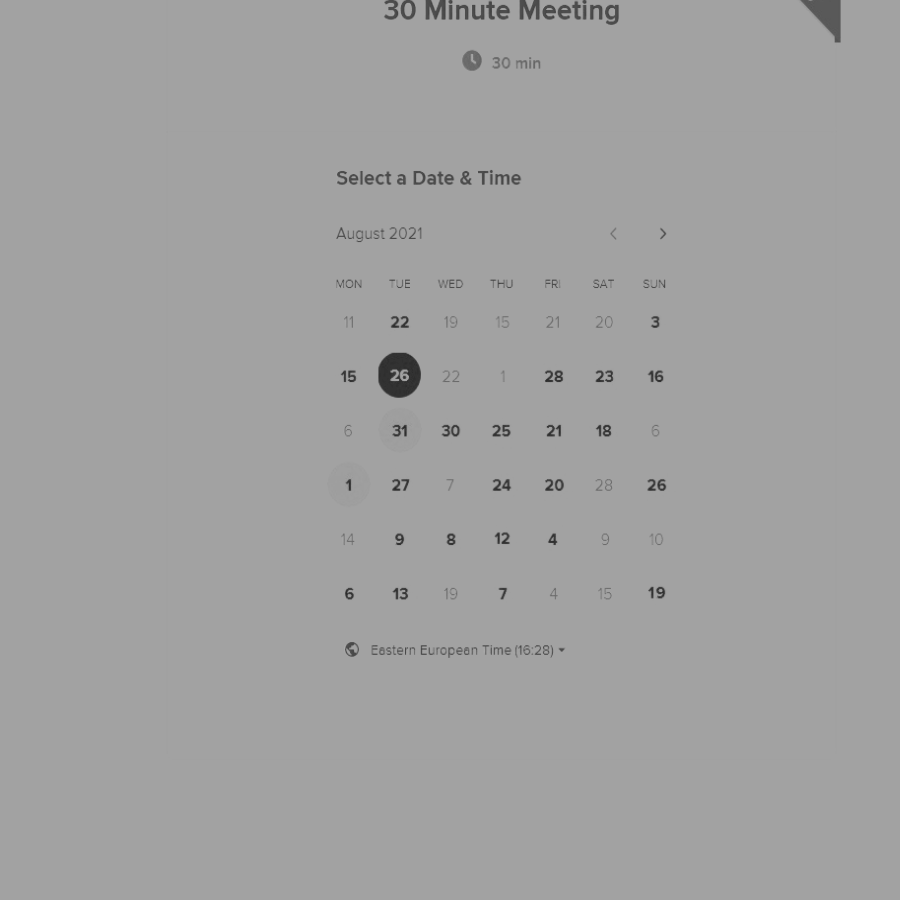 30 Minute Meeting
30 min
Select a Date & Time
August 2021
MON TUE WED THU FRI SAT SUN
11 22 19 15 21 20 3
15 26 22 1 28 23 16
6 31 30 25 21 18 6
1 27 7 24 20 28 26
14 9 8 12 4 9 10
6 13 19 7 4 15 19
Eastern European Time (16:28)